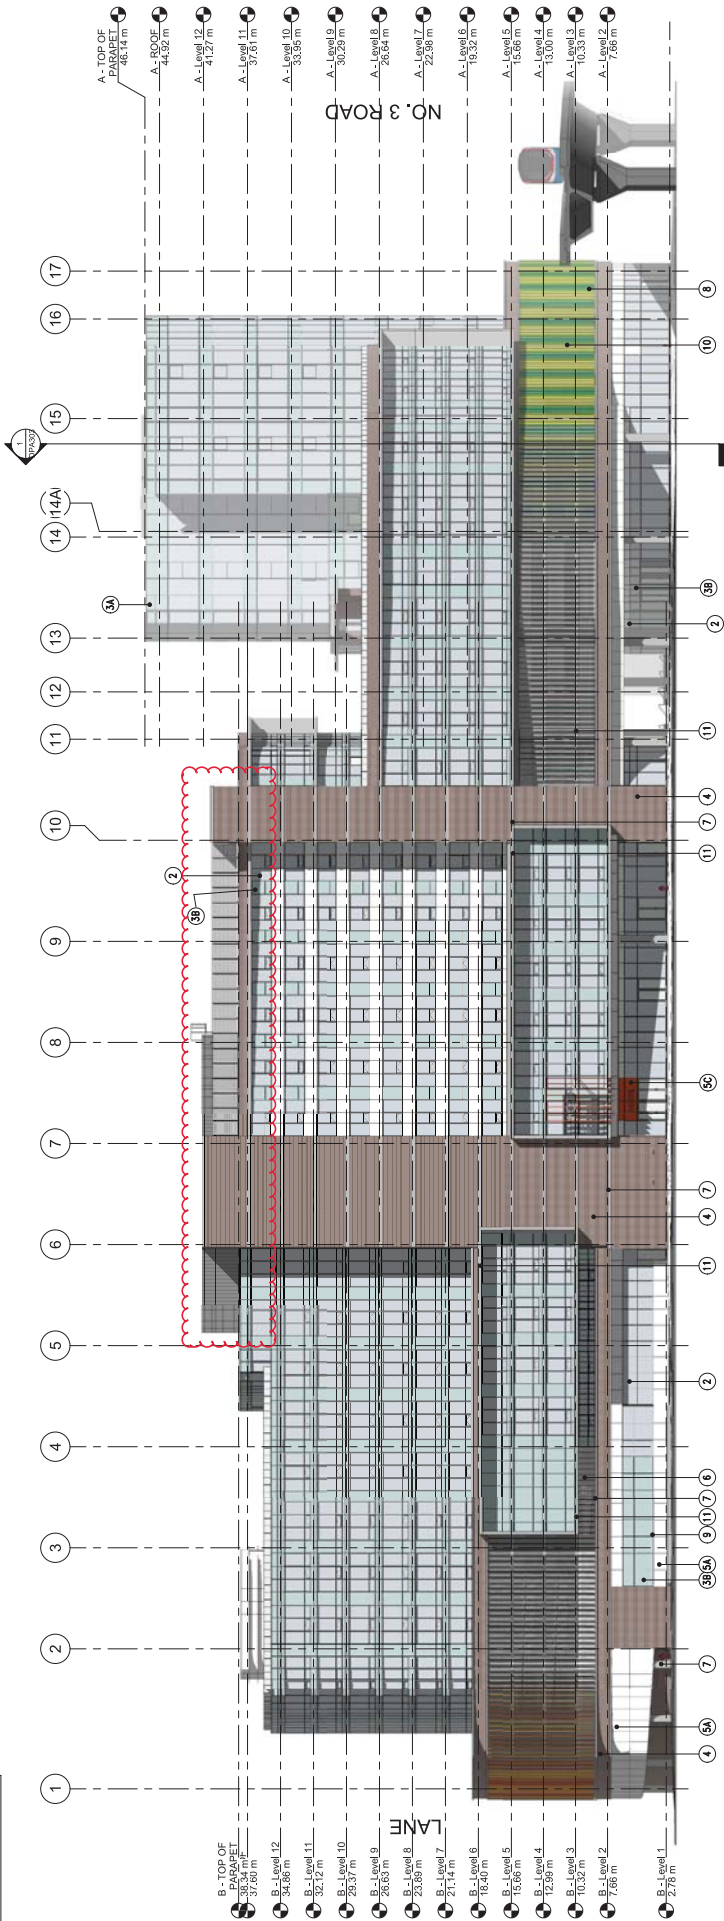 A - TOP OF
PARAPET
46.14 m
A - ROOF
44.92 m
A - Level 12
41.27 m
A - Level 11
37.61 m
A - Level 10
33.95 m
A - Level 9
30.29 m
A - Level 8
26.64 m
A - Level 7
22.98 m
A - Level 6
19.32 m
A - Level 5
15.66 m
A - Level 4
13.00 m
A - Level 3
10.33 m
A - Level 2
7.66 m
NO. 3 ROAD
1
2
3
4
5
6
7
8
9
10
11
12
13
14
14A
15
16
17
1
3A
2
3B
8
10
3B
2
11
4
7
11
5C
7
4
11
2
6
7
11
9
5A
3B
7
5A
4
LANE
B - TOP OF
PARAPET
38.34 m
37.60 m
B - Level 12
34.86 m
B - Level 11
32.12 m
B - Level 10
29.37 m
B - Level 9
26.63 m
B - Level 8
23.89 m
B - Level 7
21.14 m
B - Level 6
18.40 m
B - Level 5
15.66 m
B - Level 4
12.99 m
B - Level 3
10.32 m
B - Level 2
7.66 m
B - Level 1
2.78 m